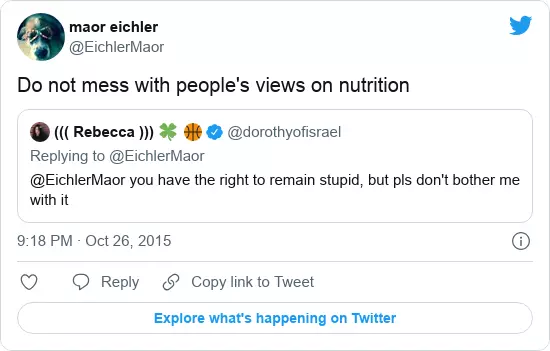 maor eichler
@EichlerMaor
Do not mess with people's views on nutrition
((( Rebecca ))) 🍀 🏀 @dorothyofisrael
Replying to @EichlerMaor
@EichlerMaor you have the right to remain stupid, but pls don't bother me
with it
9:18 PM · Oct 26, 2015
Reply
Copy link to Tweet
Explore what's happening on Twitter